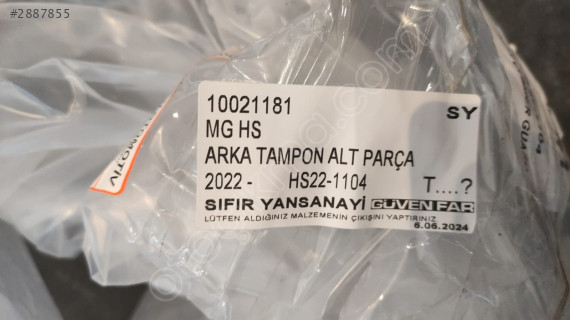 #2887855
10021181
SY
MG HS
ARKA TAMPON ALT PARÇA
2022 - HS22-1104 T....?
SIFIR YANSANAYİ GÜVEN FAR
LÜTFEN ALDIĞINIZ MALZEMENİN ÇIKIŞINI YAPTIRINIZ
6.06.2024